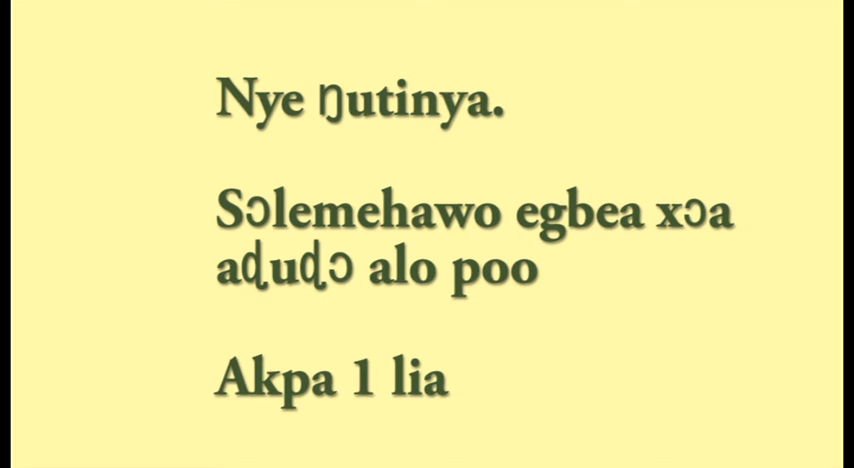 Nye ŋutinya.
Sɔlemehawo egbea xɔa
aɖuɖɔ alo poo
Akpa 1 lia